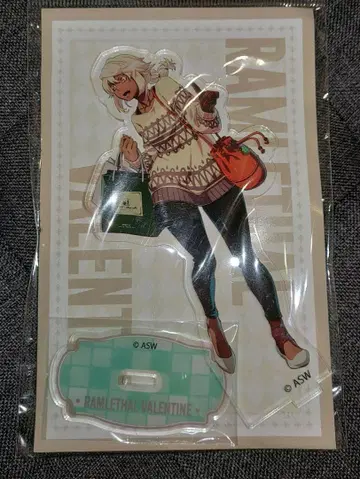 RAMLETHAL
VALENTINE
© ASW
© ASW
• RAMLETHAL VALENTINE •